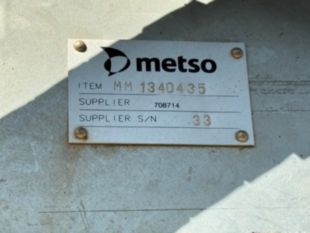 metso
ITEM MM 1340435
SUPPLIER 708714
SUPPLIER S/N 33